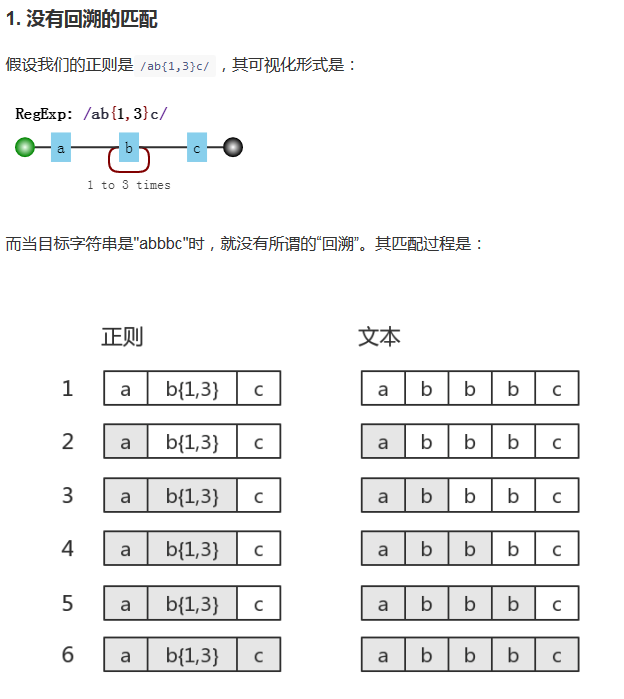 1. 没有回溯的匹配
假设我们的正则是 /ab{1,3}c/ ，其可视化形式是：
RegExp: /ab{1,3}c/
a b c
1 to 3 times
而当目标字符串是"abbbc"时，就没有所谓的“回溯”。其匹配过程是：
正则 文本
1 a b{1,3} c a b b b c
2 a b{1,3} c a b b b c
3 a b{1,3} c a b b b c
4 a b{1,3} c a b b b c
5 a b{1,3} c a b b b c
6 a b{1,3} c a b b b c